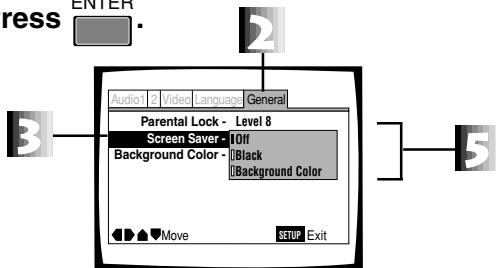 ress ENTER .
2
Audio1 2 Video Language General
Parental Lock - Level 8
3
Screen Saver - Off
Background Color - Black
Background Color
5
Move SETUP Exit